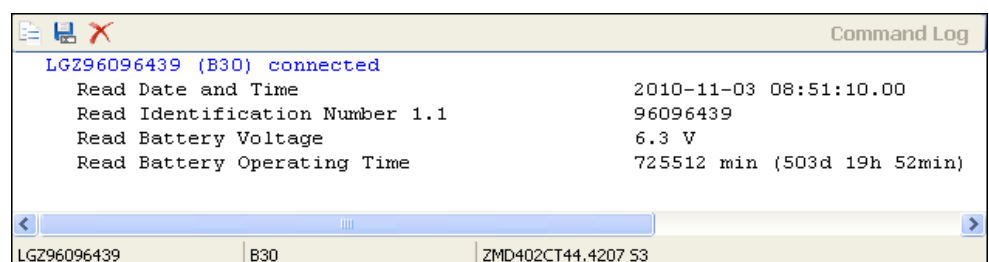 Command Log
LGZ96096439 (B30) connected
Read Date and Time 2010-11-03 08:51:10.00
Read Identification Number 1.1 96096439
Read Battery Voltage 6.3 V
Read Battery Operating Time 725512 min (503d 19h 52min)
LGZ96096439 B30 ZMD402CT44.4207 S3